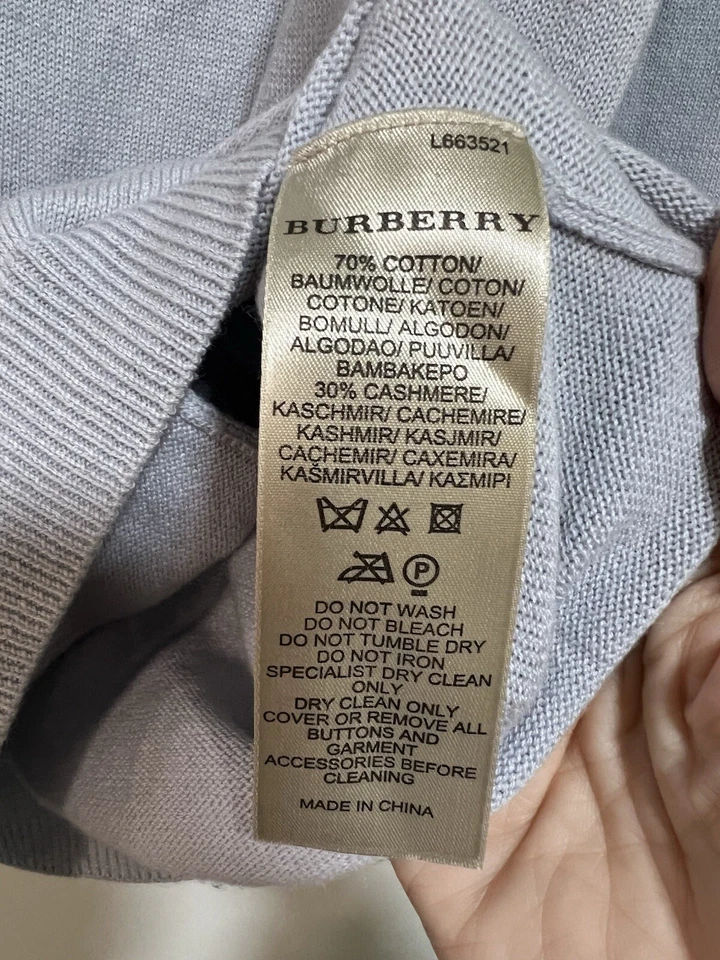 L663521
BURBERRY
70% COTTON/
BAUMWOLLE/ COTON/
COTONE/ KATOEN/
BOMULL/ ALGODON/
ALGODAO/ PUUVILLA/
ΒΑΜΒΑΚΕΡΟ
30% CASHMERE/
KASCHMIR/ CACHEMIRE/
KASHMIR/ KASJMIR/
CACHEMIR/ CAXEMIRA/
KAŠMIRVILLA/ ΚΑΣΜΙΡΙ
P
DO NOT WASH
DO NOT BLEACH
DO NOT TUMBLE DRY
DO NOT IRON
SPECIALIST DRY CLEAN
ONLY
DRY CLEAN ONLY
COVER OR REMOVE ALL
BUTTONS AND
GARMENT
ACCESSORIES BEFORE
CLEANING
MADE IN CHINA